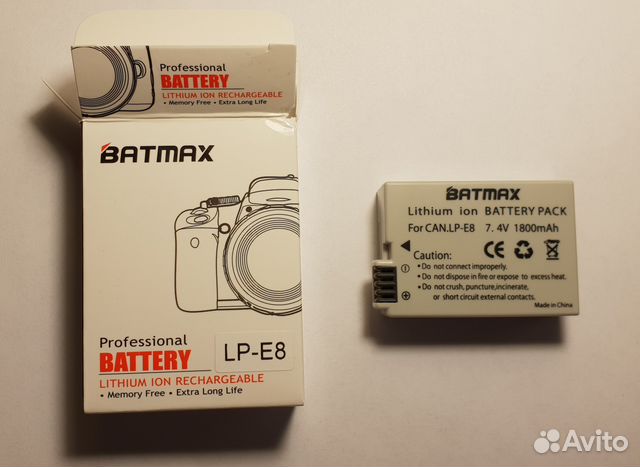 Professional
BATTERY
LITHIUM ION RECHARGEABLE
• Memory Free • Extra Long Life
BATMAX
Professional
BATTERY
LP-E8
LITHIUM ION RECHARGEABLE
• Memory Free • Extra Long Life
BATMAX
Lithium ion BATTERY PACK
For CAN.LP-E8 7.4V 1800mAh
CE
Caution:
• Do not connect improperly.
• Do not dispose in fire or expose to excess heat.
• Do not crush, puncture,incinerate,
or short circuit external contacts.
Made in China
Avito